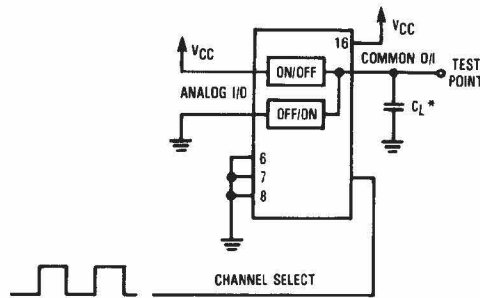 VCC
16
VCC
COMMON O/I
TEST
POINT
ON/OFF
ANALOG I/O
OFF/ON
CL*
6
7
8
CHANNEL SELECT